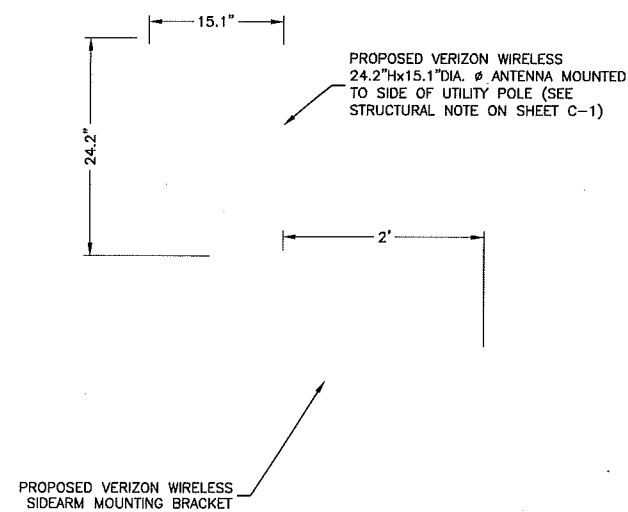 15.1"
PROPOSED VERIZON WIRELESS
24.2"Hx15.1"DIA. ø ANTENNA MOUNTED
TO SIDE OF UTILITY POLE (SEE
STRUCTURAL NOTE ON SHEET C-1)
24.2"
2'
PROPOSED VERIZON WIRELESS
SIDEARM MOUNTING BRACKET